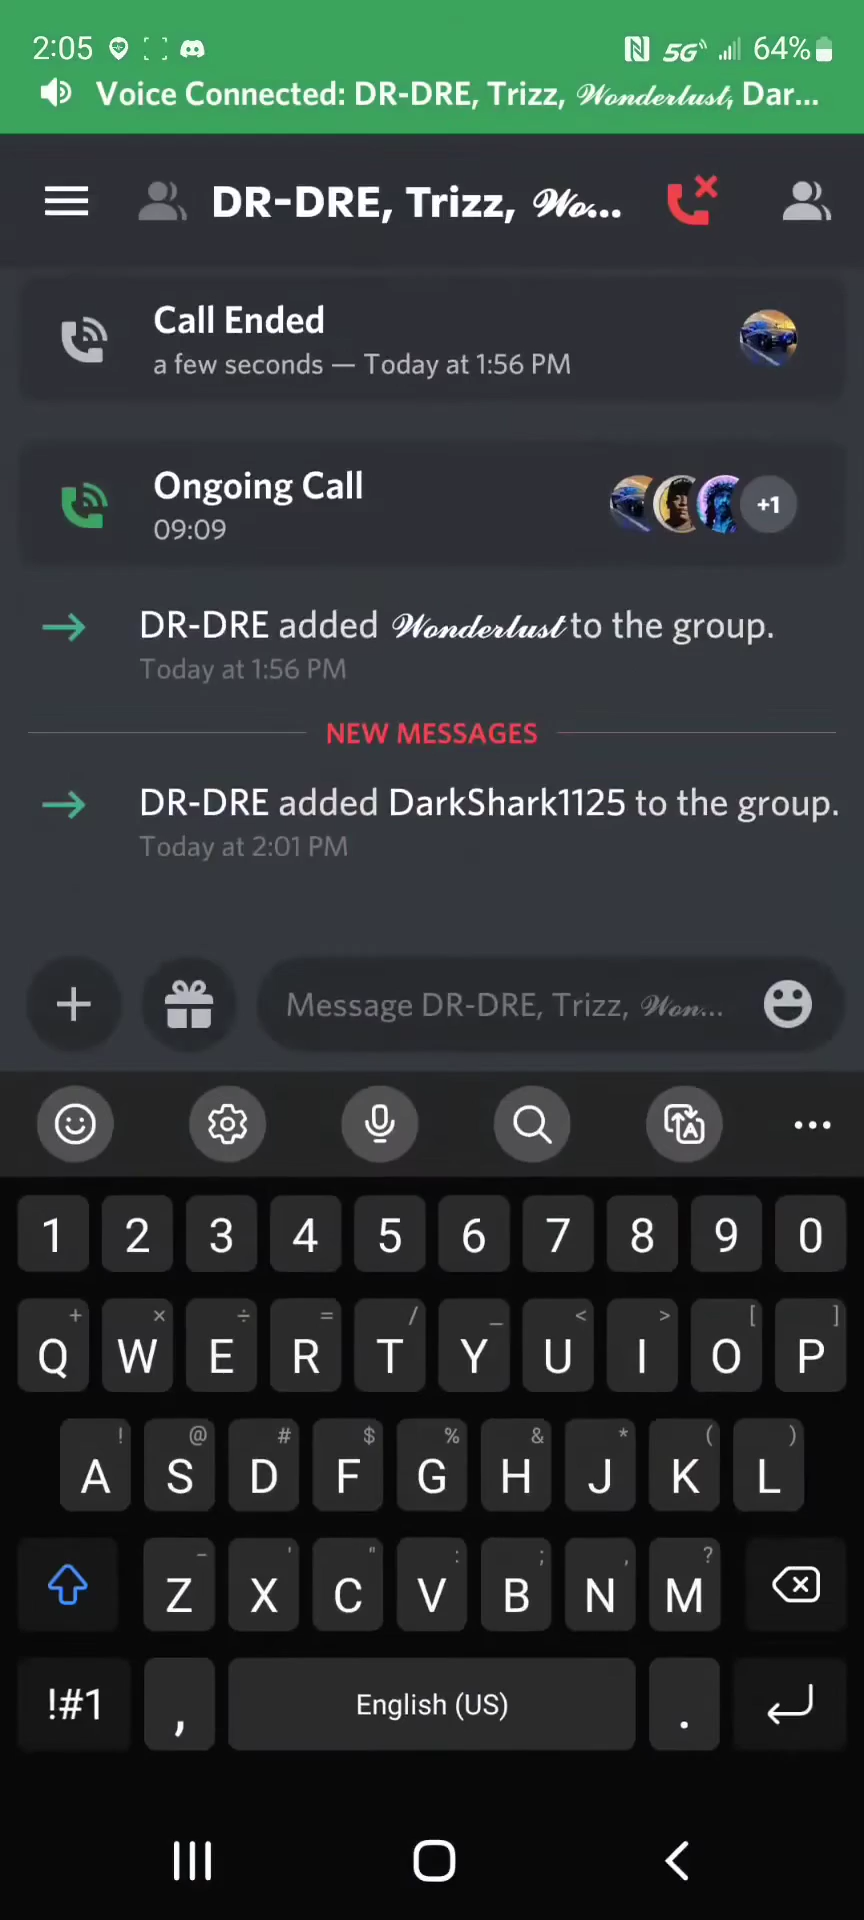 2:05 5G 64%
Voice Connected: DR-DRE, Trizz, 𝓦𝓸𝓷𝓭𝓮𝓻𝓵𝓾𝓼𝓽, Dar...
DR-DRE, Trizz, 𝓦𝓸...
Call Ended
a few seconds — Today at 1:56 PM
Ongoing Call
09:09
+1
DR-DRE added 𝓦𝓸𝓷𝓭𝓮𝓻𝓵𝓾𝓼𝓽 to the group.
Today at 1:56 PM
NEW MESSAGES
DR-DRE added DarkShark1125 to the group.
Today at 2:01 PM
Message DR-DRE, Trizz, 𝓦𝓸𝓷...
1 2 3 4 5 6 7 8 9 0
+ × ÷ = / _ < > [ ]
Q W E R T Y U I O P
! @ # $ % & * ( )
A S D F G H J K L
- ' " : ; , ?
Z X C V B N M
!#1 , English (US) .